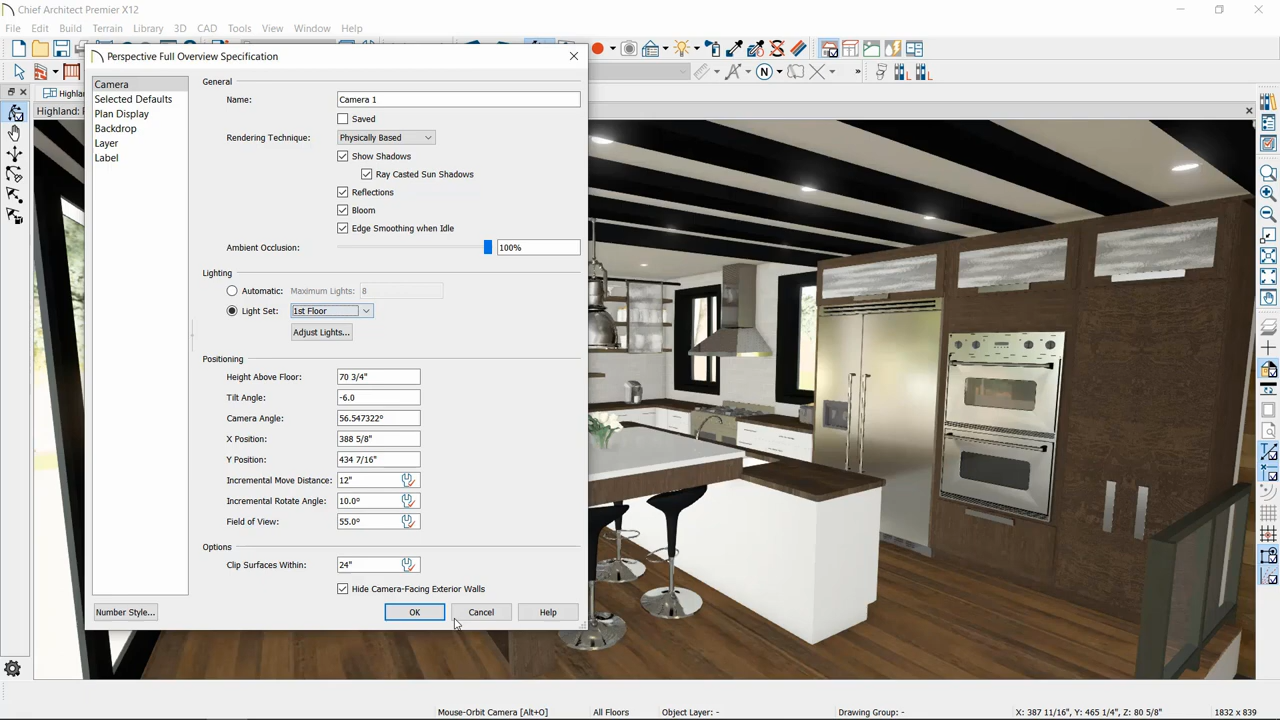 Chief Architect Premier X12
File Edit Build Terrain Library 3D CAD Tools View Window Help
Perspective Full Overview Specification
Camera
Selected Defaults
Plan Display
Backdrop
Layer
Label
General
Name: Camera 1
Saved
Rendering Technique: Physically Based
Show Shadows
Ray Casted Sun Shadows
Reflections
Bloom
Edge Smoothing when Idle
Ambient Occlusion: 100%
Lighting
Automatic: Maximum Lights: 8
Light Set: 1st Floor
Adjust Lights...
Positioning
Height Above Floor: 70 3/4"
Tilt Angle: -6.0
Camera Angle: 56.547322°
X Position: 388 5/8"
Y Position: 434 7/16"
Incremental Move Distance: 12"
Incremental Rotate Angle: 10.0°
Field of View: 55.0°
Options
Clip Surfaces Within: 24"
Hide Camera-Facing Exterior Walls
Number Style... OK Cancel Help
Mouse-Orbit Camera [Alt+O] All Floors Object Layer: - Drawing Group: - X: 387 11/16", Y: 465 1/4", Z: 80 5/8" 1832 x 839